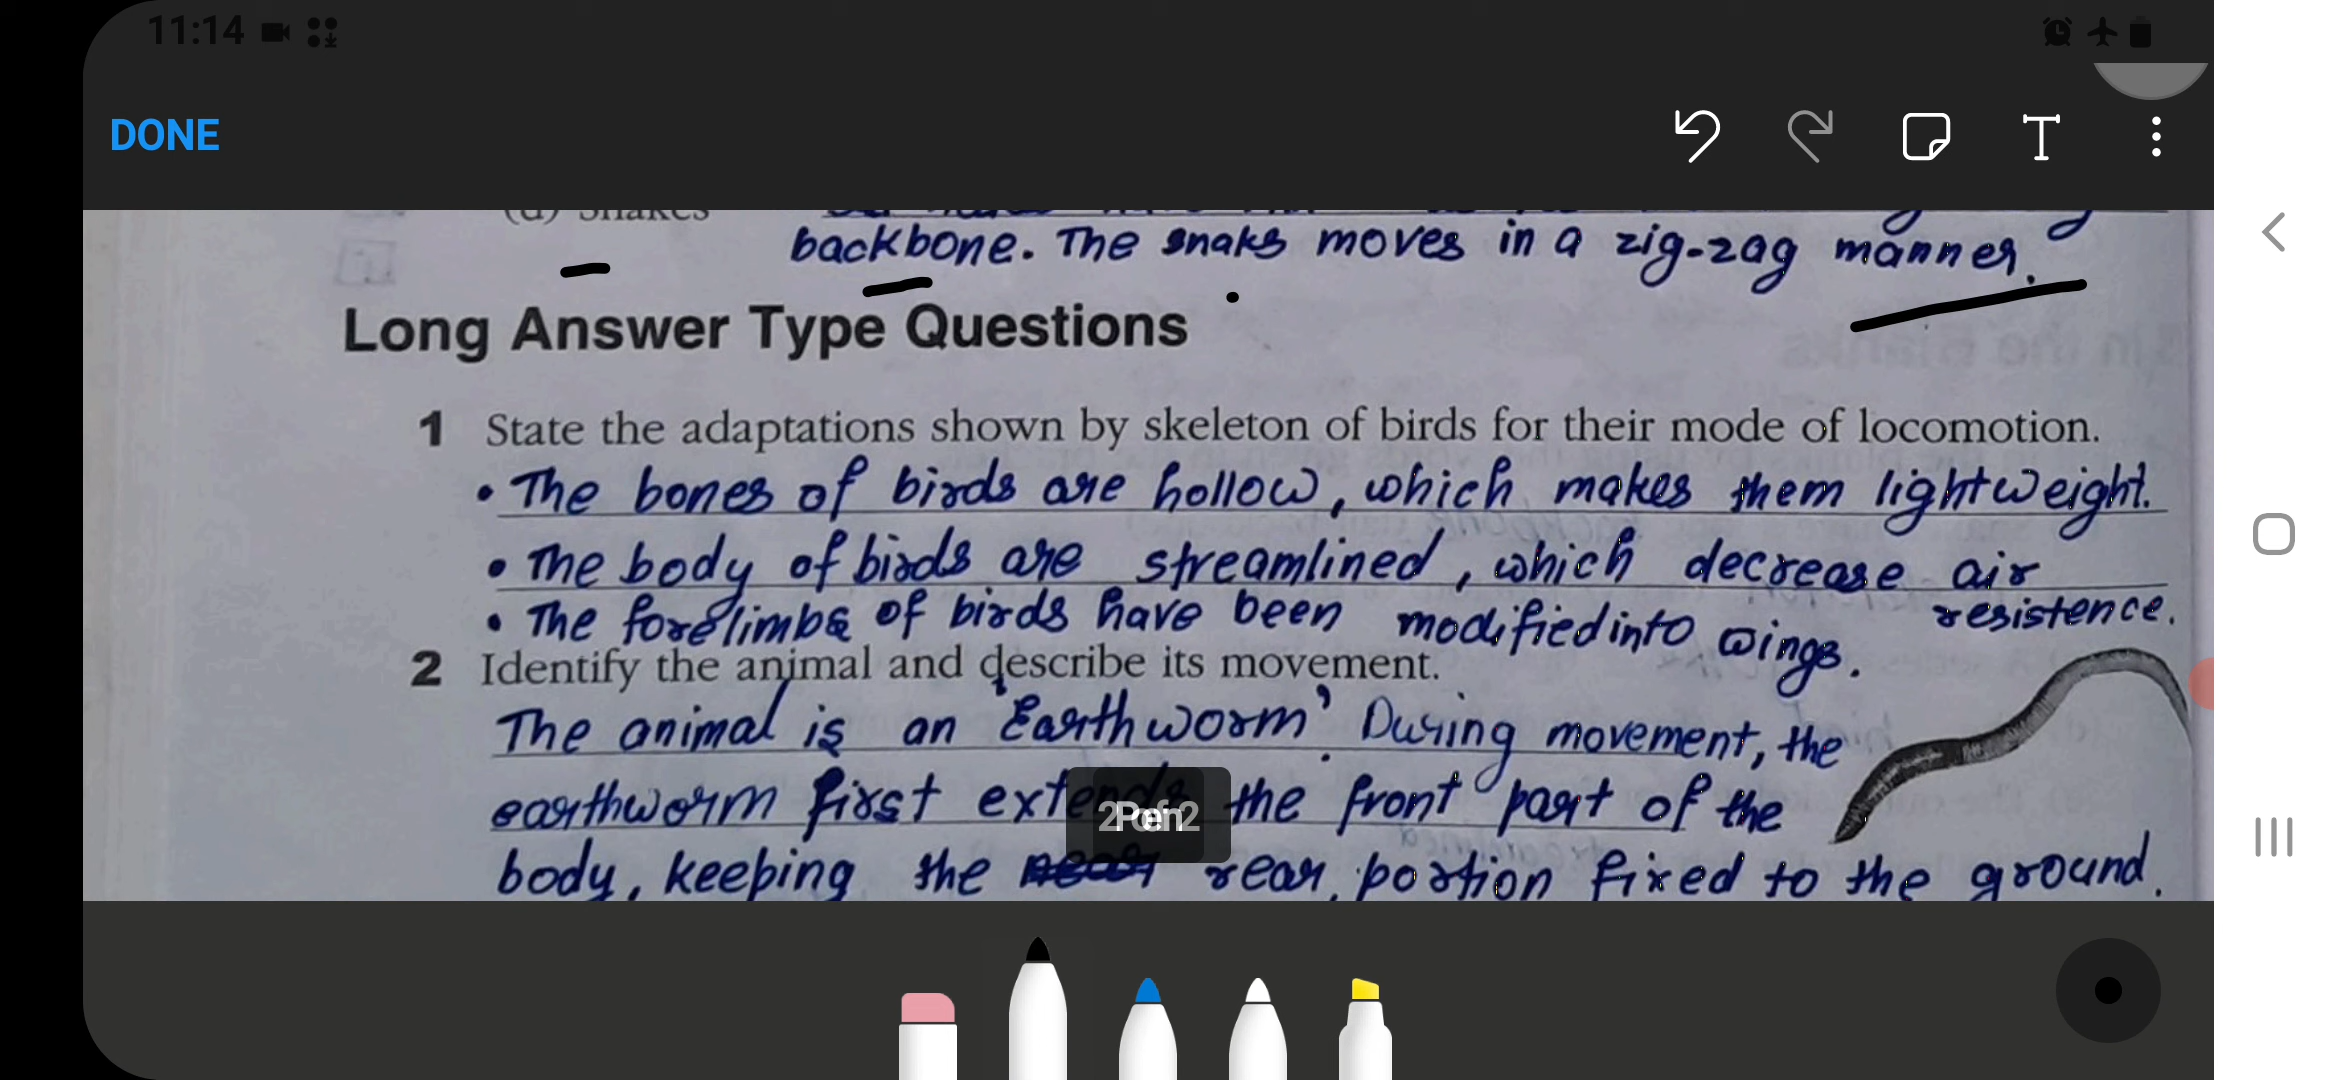 11:14
DONE
T
(d) Snakes
backbone. The snake moves in a zig-zag manner.
Long Answer Type Questions
1 State the adaptations shown by skeleton of birds for their mode of locomotion.
• The bones of birds are hollow, which makes them lightweight.
• The body of birds are streamlined, which decrease air
resistence.
• The forelimbs of birds have been modified into wings.
2 Identify the animal and describe its movement.
The animal is an 'Earthworm'. During movement, the
earthworm first extends the front part of the
body, keeping the rear portion fixed to the ground.